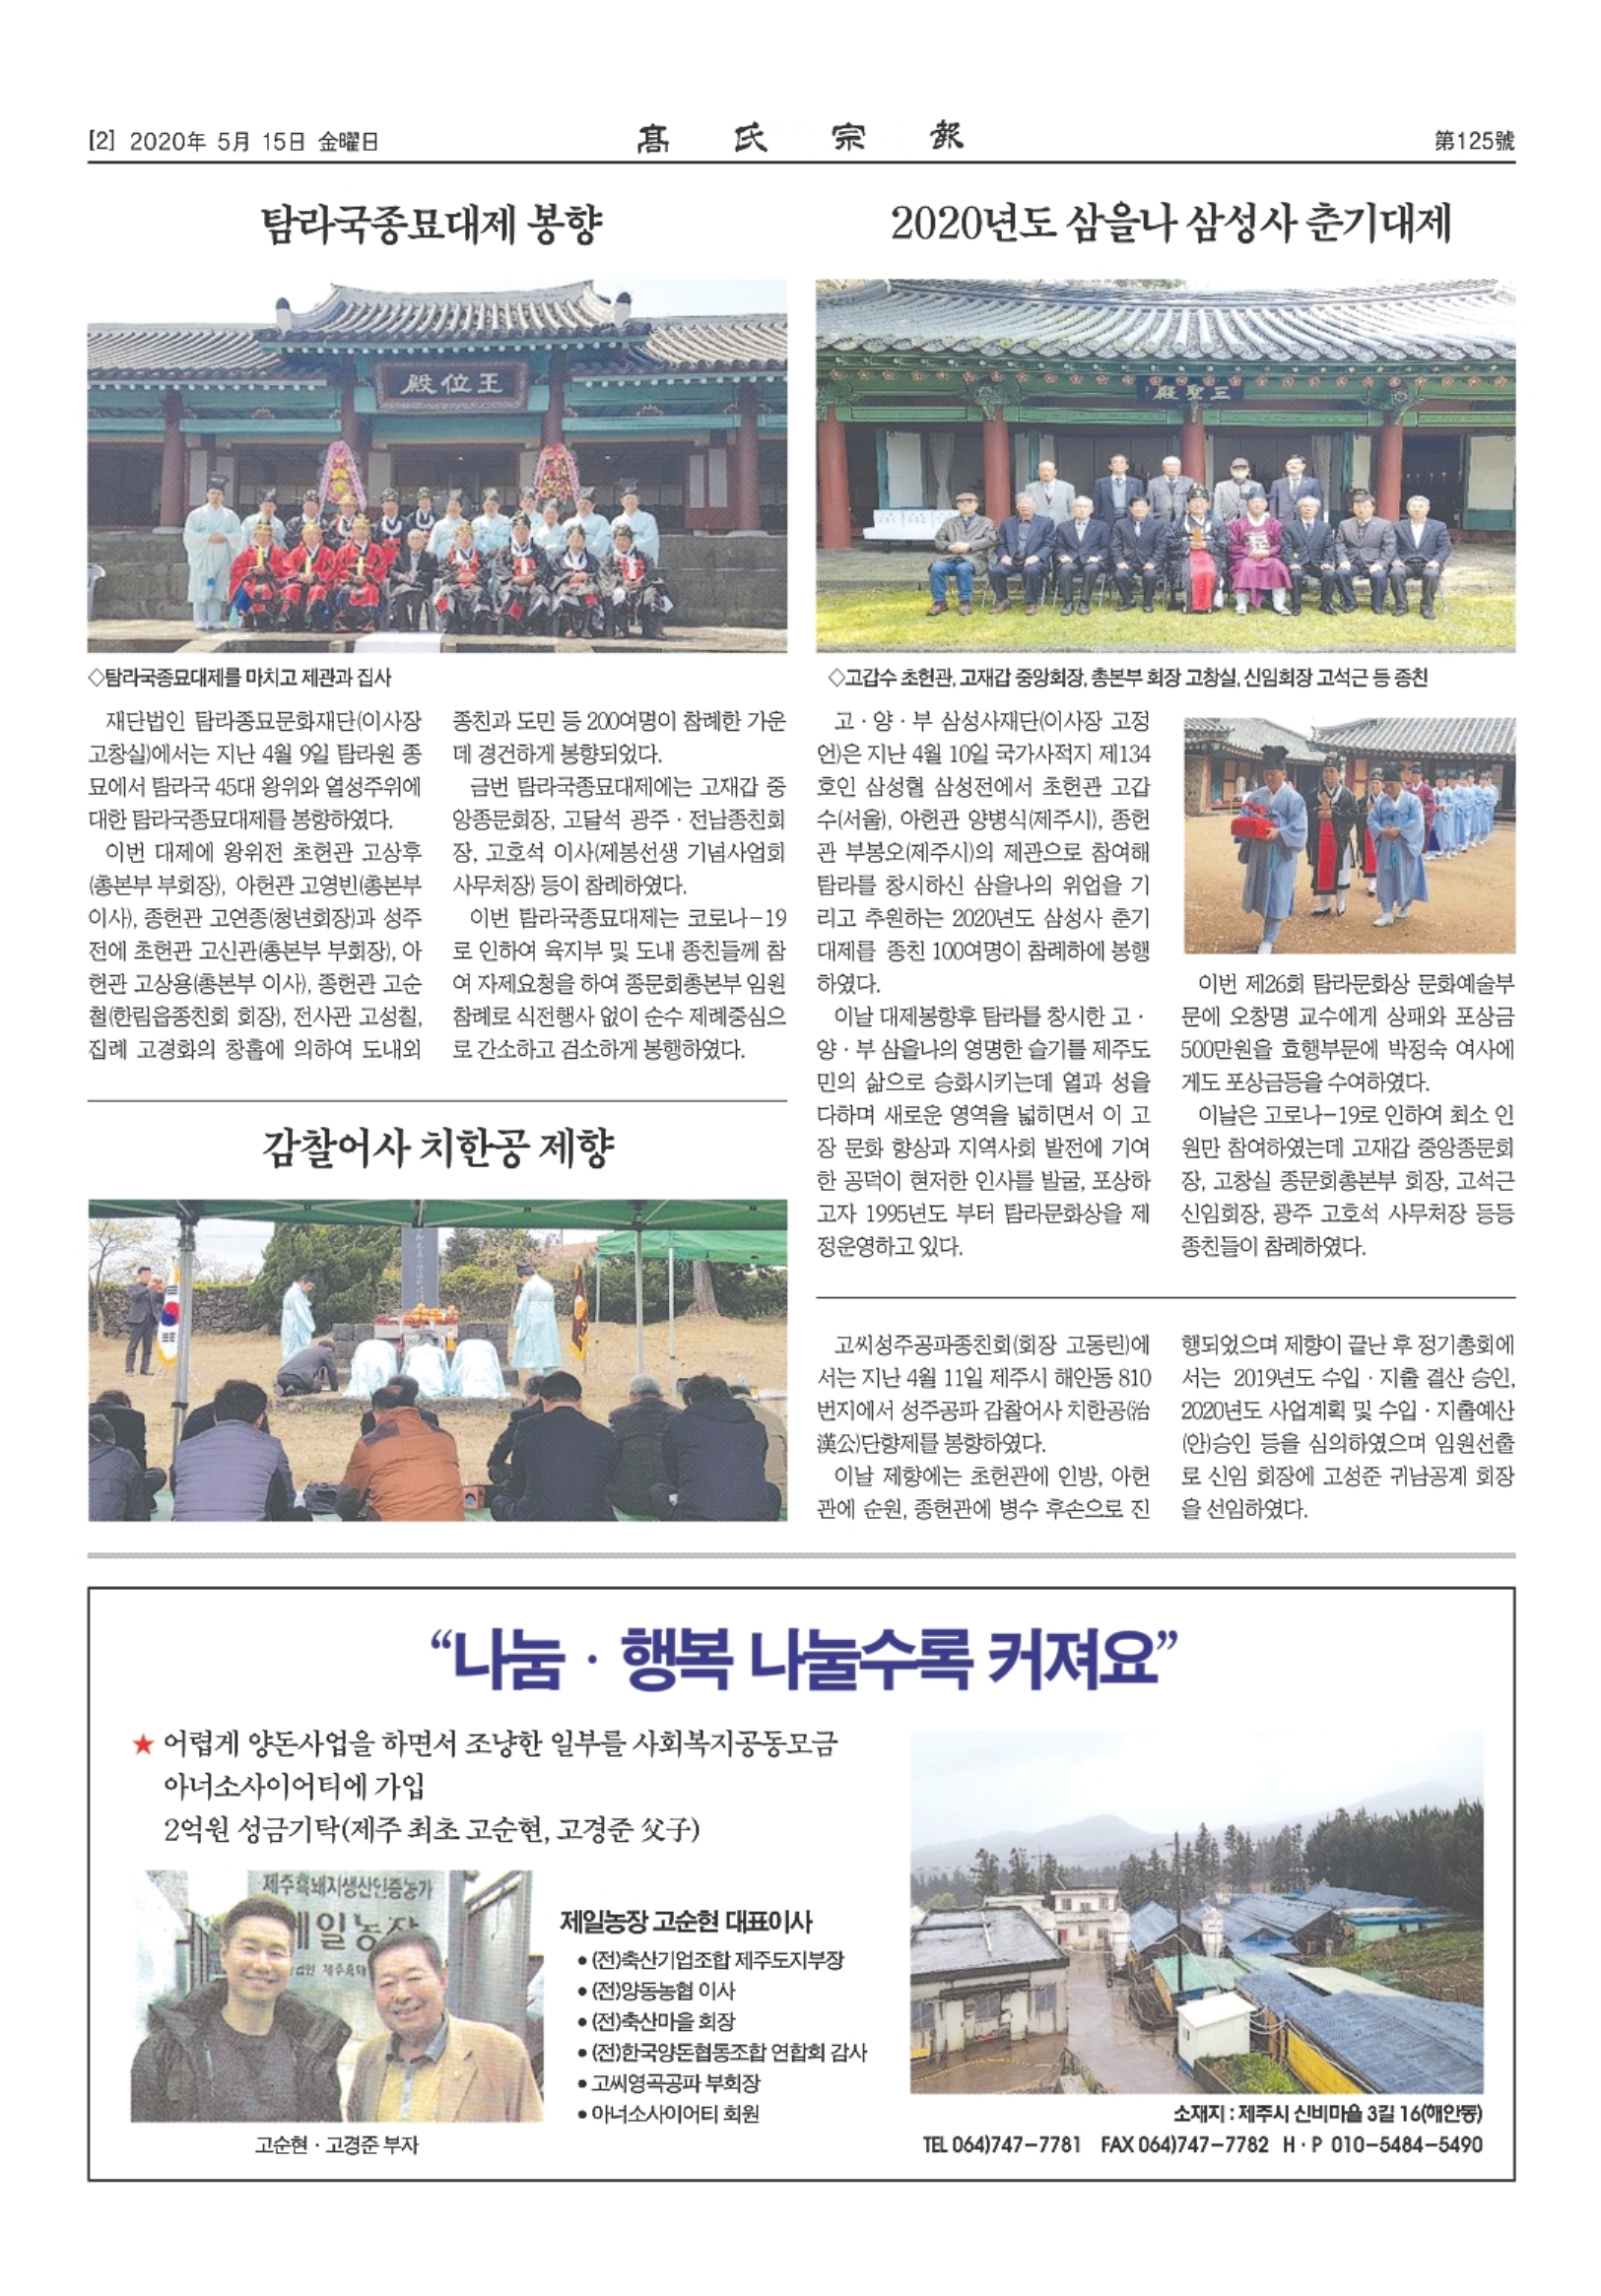 [2] 2020年 5月 15日 金曜日
髙氏宗報
第125號
탐라국종묘대제 봉향
殿位王
◇탐라국종묘대제를 마치고 제관과 집사
재단법인 탐라종묘문화재단(이사장
고창실)에서는 지난 4월 9일 탐라원 종
묘에서 탐라국 45대 왕위와 열성주위에
대한 탐라국종묘대제를 봉향하였다.
이번 대제에 왕위전 초헌관 고상후
(총본부 부회장), 아헌관 고영빈(총본부
이사), 종헌관 고연종(청년회장)과 성주
전에 초헌관 고신관(총본부 부회장), 아
헌관 고상용(총본부 이사), 종헌관 고순
철(한림읍종친회 회장), 전사관 고성칠,
집례 고경화의 창홀에 의하여 도내외
종친과 도민 등 200여명이 참례한 가운
데 경건하게 봉향되었다.
금번 탐라국종묘대제에는 고재갑 중
앙종문회장, 고달석 광주·전남종친회
장, 고호석 이사(제봉선생 기념사업회
사무처장) 등이 참례하였다.
이번 탐라국종묘대제는 코로나-19
로 인하여 육지부 및 도내 종친들께 참
여 자제요청을 하여 종문회총본부 임원
참례로 식전행사 없이 순수 제례중심으
로 간소하고 검소하게 봉행하였다.
2020년도 삼을나 삼성사 춘기대제
殿聖三
◇고갑수 초헌관, 고재갑 중앙회장, 총본부 회장 고창실, 신임회장 고석근 등 종친
고·양·부 삼성사재단(이사장 고정
언)은 지난 4월 10일 국가사적지 제134
호인 삼성혈 삼성전에서 초헌관 고갑
수(서울), 아헌관 양병식(제주시), 종헌
관 부봉오(제주시)의 제관으로 참여해
탐라를 창시하신 삼을나의 위업을 기
리고 추원하는 2020년도 삼성사 춘기
대제를 종친 100여명이 참례하에 봉행
하였다.
이날 대제봉향후 탐라를 창시한 고·
양·부 삼을나의 영명한 슬기를 제주도
민의 삶으로 승화시키는데 열과 성을
다하며 새로운 영역을 넓히면서 이 고
장 문화 향상과 지역사회 발전에 기여
한 공덕이 현저한 인사를 발굴, 포상하
고자 1995년도 부터 탐라문화상을 제
정운영하고 있다.
이번 제26회 탐라문화상 문화예술부
문에 오창명 교수에게 상패와 포상금
500만원을 효행부문에 박정숙 여사에
게도 포상금등을 수여하였다.
이날은 고로나-19로 인하여 최소 인
원만 참여하였는데 고재갑 중앙종문회
장, 고창실 종문회총본부 회장, 고석근
신임회장, 광주 고호석 사무처장 등등
종친들이 참례하였다.
감찰어사 치한공 제향
고씨성주공파종친회(회장 고동린)에
서는 지난 4월 11일 제주시 해안동 810
번지에서 성주공파 감찰어사 치한공(治
漢公)단향제를 봉향하였다.
이날 제향에는 초헌관에 인방, 아헌
관에 순원, 종헌관에 병수 후손으로 진
행되었으며 제향이 끝난 후 정기총회에
서는 2019년도 수입·지출 결산 승인,
2020년도 사업계획 및 수입·지출예산
(안)승인 등을 심의하였으며 임원선출
로 신임 회장에 고성준 귀남공계 회장
을 선임하였다.
“나눔·행복 나눌수록 커져요”
★ 어렵게 양돈사업을 하면서 조냥한 일부를 사회복지공동모금
아너소사이어티에 가입
2억원 성금기탁(제주 최초 고순현, 고경준 父子)
제주흑돼지생산인증농가
제일농장
고순현·고경준 부자
제일농장 고순현 대표이사
● (전)축산기업조합 제주도지부장
● (전)양동농협 이사
● (전)축산마을 회장
● (전)한국양돈협동조합 연합회 감사
● 고씨영곡공파 부회장
● 아너소사이어티 회원
소재지 : 제주시 신비마을 3길 16(해안동)
TEL 064)747-7781 FAX 064)747-7782 H·P 010-5484-5490